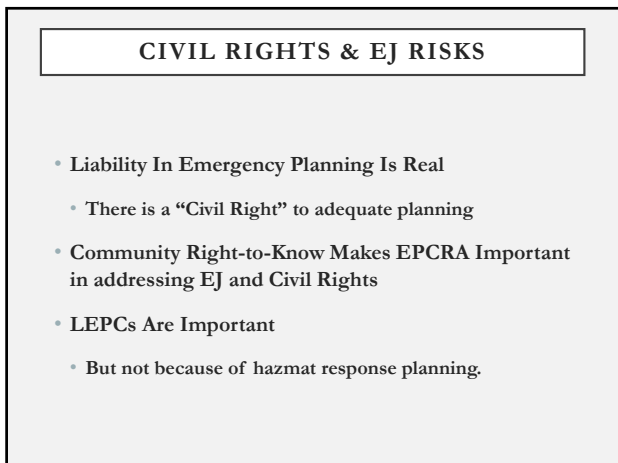 CIVIL RIGHTS & EJ RISKS
• Liability In Emergency Planning Is Real
• There is a “Civil Right” to adequate planning
• Community Right-to-Know Makes EPCRA Important
in addressing EJ and Civil Rights
• LEPCs Are Important
• But not because of hazmat response planning.